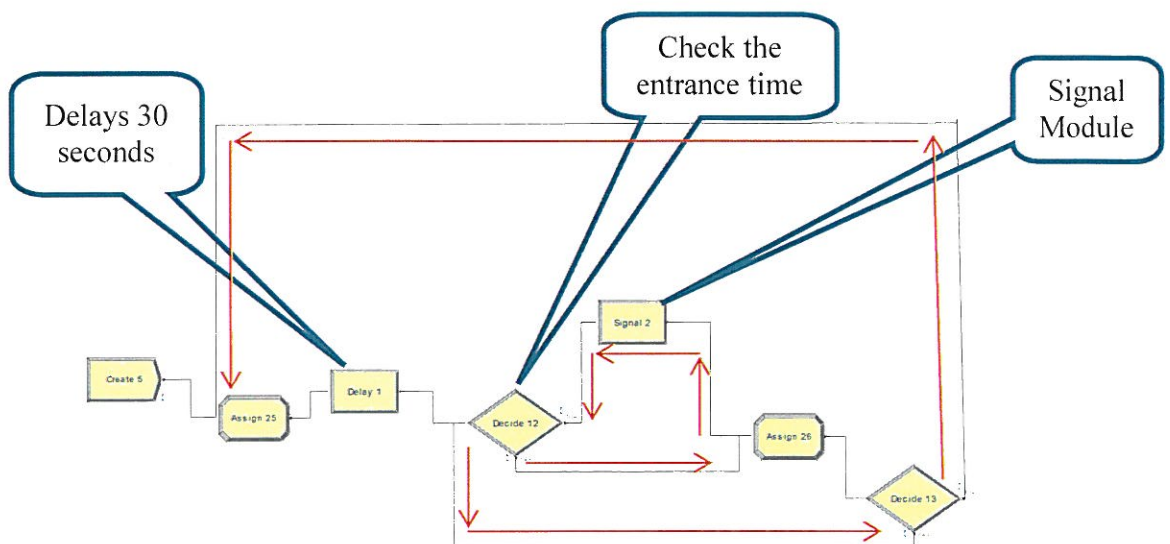 Check the
entrance time
Delays 30
seconds
Signal
Module
Signal 2
Create 5
Delay 1
Assign 25
Decide 12
Assign 26
Decide 13